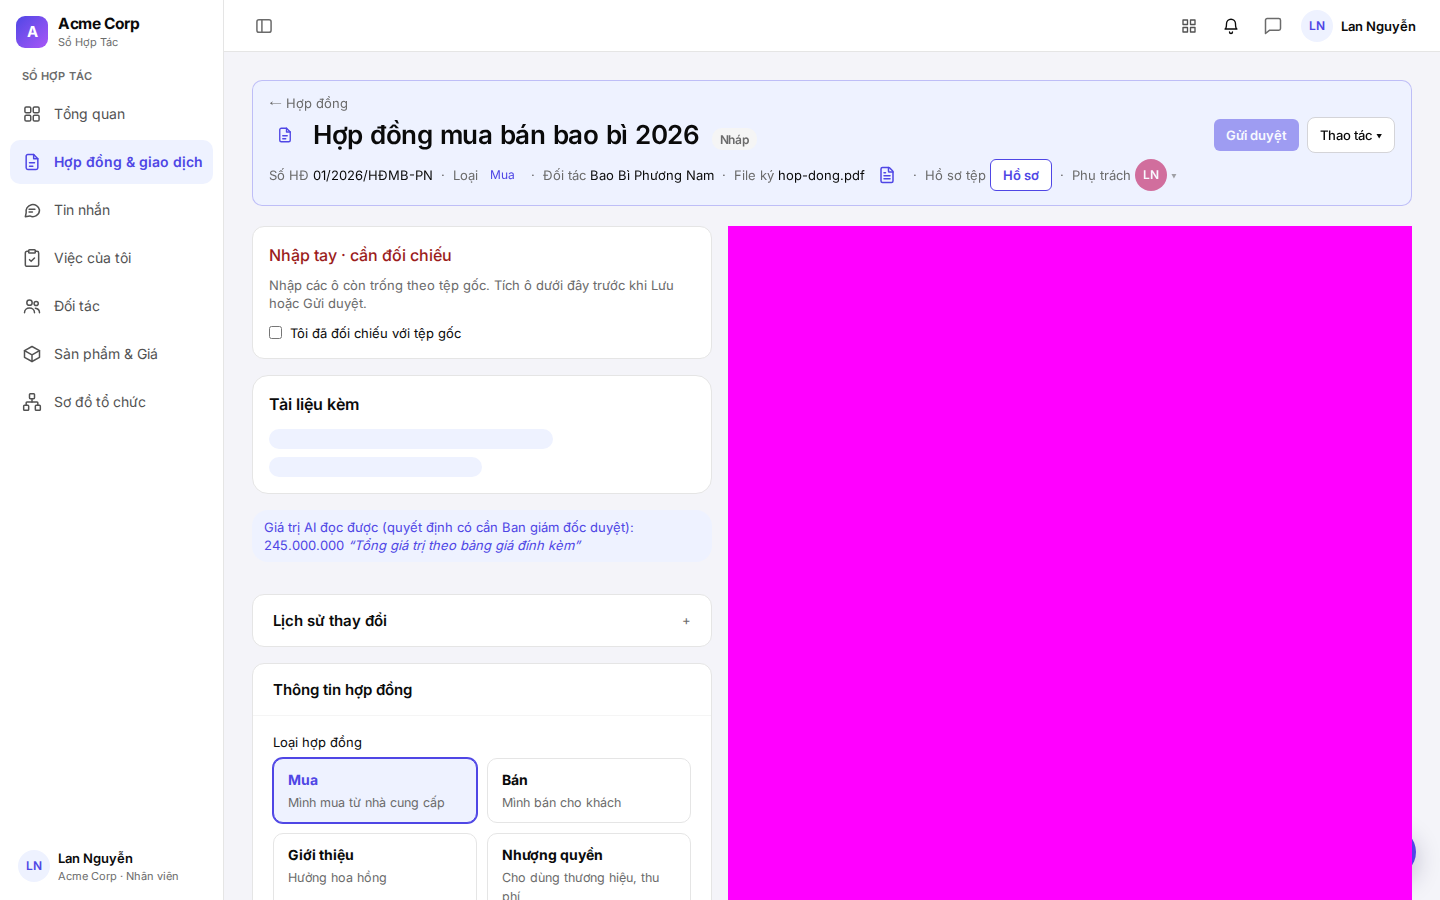 A
Acme Corp
Sổ Hợp Tác
SỔ HỢP TÁC
Tổng quan
Hợp đồng & giao dịch
Tin nhắn
Việc của tôi
Đối tác
Sản phẩm & Giá
Sơ đồ tổ chức
LN
Lan Nguyễn
Acme Corp · Nhân viên
LN Lan Nguyễn
← Hợp đồng
Hợp đồng mua bán bao bì 2026 Nháp
Gửi duyệt Thao tác ▾
Số HĐ 01/2026/HĐMB-PN · Loại Mua · Đối tác Bao Bì Phương Nam · File ký hop-dong.pdf · Hồ sơ tệp Hồ sơ · Phụ trách LN ▾
Nhập tay · cần đối chiếu
Nhập các ô còn trống theo tệp gốc. Tích ô dưới đây trước khi Lưu
hoặc Gửi duyệt.
Tôi đã đối chiếu với tệp gốc
Tài liệu kèm
Giá trị AI đọc được (quyết định có cần Ban giám đốc duyệt):
245.000.000 “Tổng giá trị theo bảng giá đính kèm”
Lịch sử thay đổi +
Thông tin hợp đồng
Loại hợp đồng
Mua
Mình mua từ nhà cung cấp
Bán
Mình bán cho khách
Giới thiệu
Hưởng hoa hồng
Nhượng quyền
Cho dùng thương hiệu, thu
phí